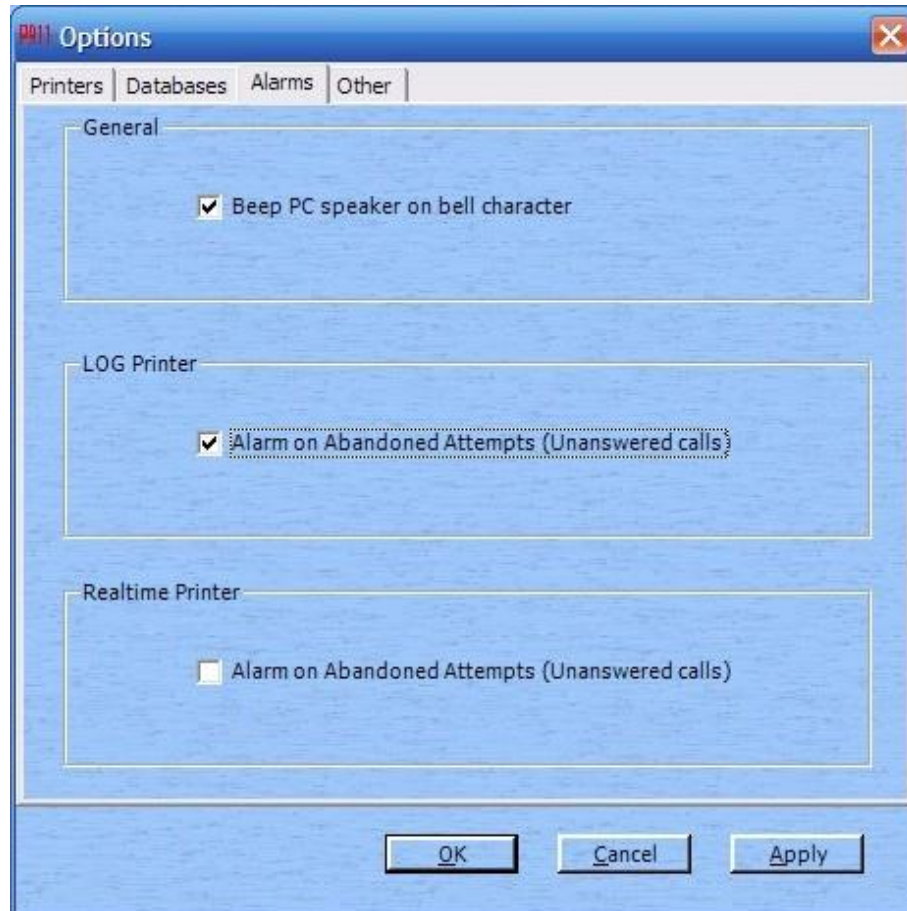 Options
Printers Databases Alarms Other
General
Beep PC speaker on bell character
LOG Printer
Alarm on Abandoned Attempts (Unanswered calls)
Realtime Printer
Alarm on Abandoned Attempts (Unanswered calls)
OK Cancel Apply